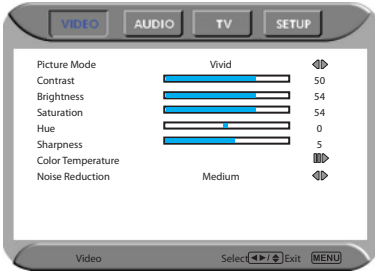 VIDEO AUDIO TV SETUP
Picture Mode Vivid
Contrast 50
Brightness 54
Saturation 54
Hue 0
Sharpness 5
Color Temperature
Noise Reduction Medium
Video Select ◄►/ Exit MENU